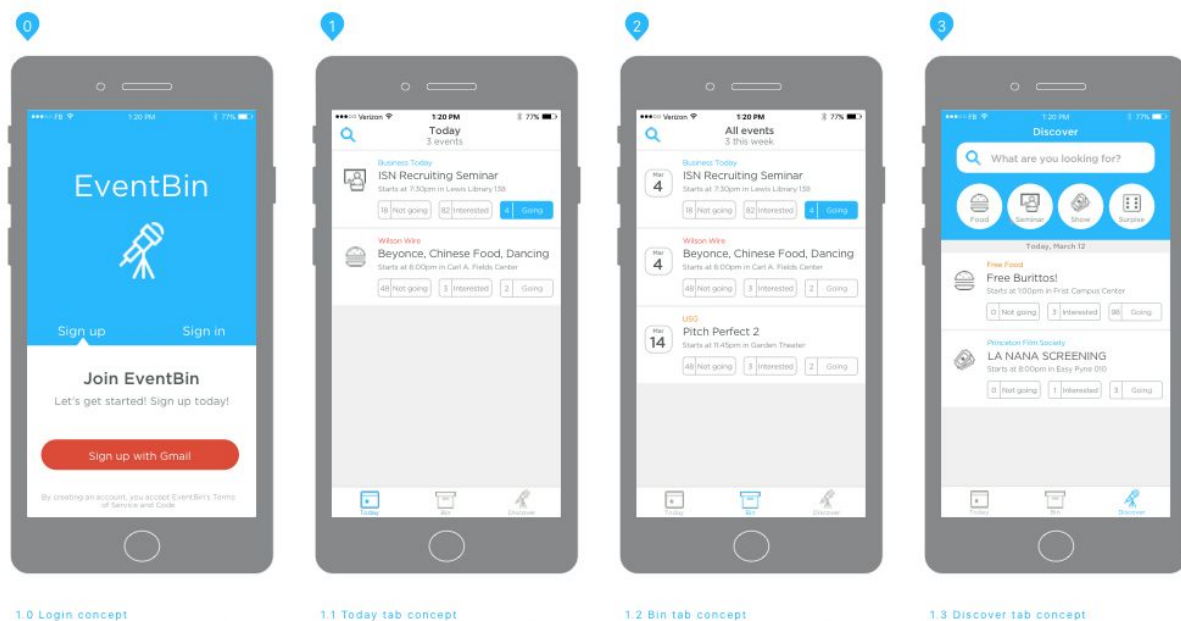 0
1
2
3
FB 1:20 PM 77%
EventBin
Sign up Sign in
Join EventBin
Let's get started! Sign up today!
Sign up with Gmail
By creating an account, you accept EventBin's Terms
of Service and Code
1.0 Login concept
Verizon 1:20 PM 77%
Today
3 events
Business Today
ISN Recruiting Seminar
Starts at 7:30pm in Lewis Library 138
18 Not going 82 Interested 4 Going
Wilson Wire
Beyonce, Chinese Food, Dancing
Starts at 8:00pm in Carl A. Fields Center
48 Not going 3 Interested 2 Going
Today Bin Discover
1.1 Today tab concept
Verizon 1:20 PM 77%
All events
3 this week
Mar
4
Business Today
ISN Recruiting Seminar
Starts at 7:30pm in Lewis Library 138
18 Not going 82 Interested 4 Going
Mar
4
Wilson Wire
Beyonce, Chinese Food, Dancing
Starts at 8:00pm in Carl A. Fields Center
48 Not going 3 Interested 2 Going
Mar
14
USG
Pitch Perfect 2
Starts at 11:45pm in Garden Theater
48 Not going 3 Interested 2 Going
Today Bin Discover
1.2 Bin tab concept
FB 1:20 PM 77%
Discover
What are you looking for?
Food Seminar Show Surpise
Today, March 12
Free Food
Free Burittos!
Starts at 1:00pm in Frist Campus Center
0 Not going 3 Interested 98 Going
Princeton Film Society
LA NANA SCREENING
Starts at 8:00pm in Easy Pyne 010
0 Not going 1 Interested 3 Going
Today Bin Discover
1.3 Discover tab concept